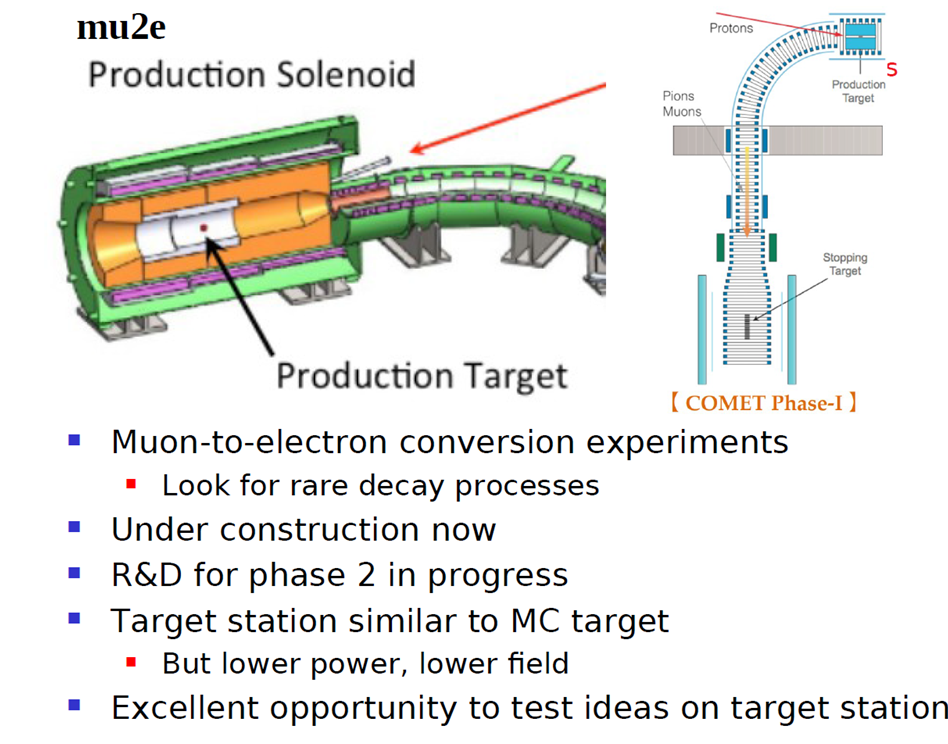 mu2e
Production Solenoid
Production Target
Protons
S
Production
Target
Pions
Muons
Stopping
Target
【 COMET Phase-I 】
Muon-to-electron conversion experiments
Look for rare decay processes
Under construction now
R&D for phase 2 in progress
Target station similar to MC target
But lower power, lower field
Excellent opportunity to test ideas on target station